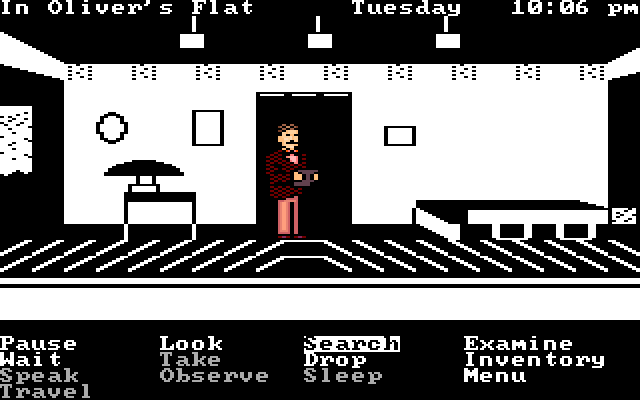 In Oliver's Flat Tuesday 10:06 pm
Pause Look Search Examine
Wait Take Drop Inventory
Speak Observe Sleep Menu
Travel